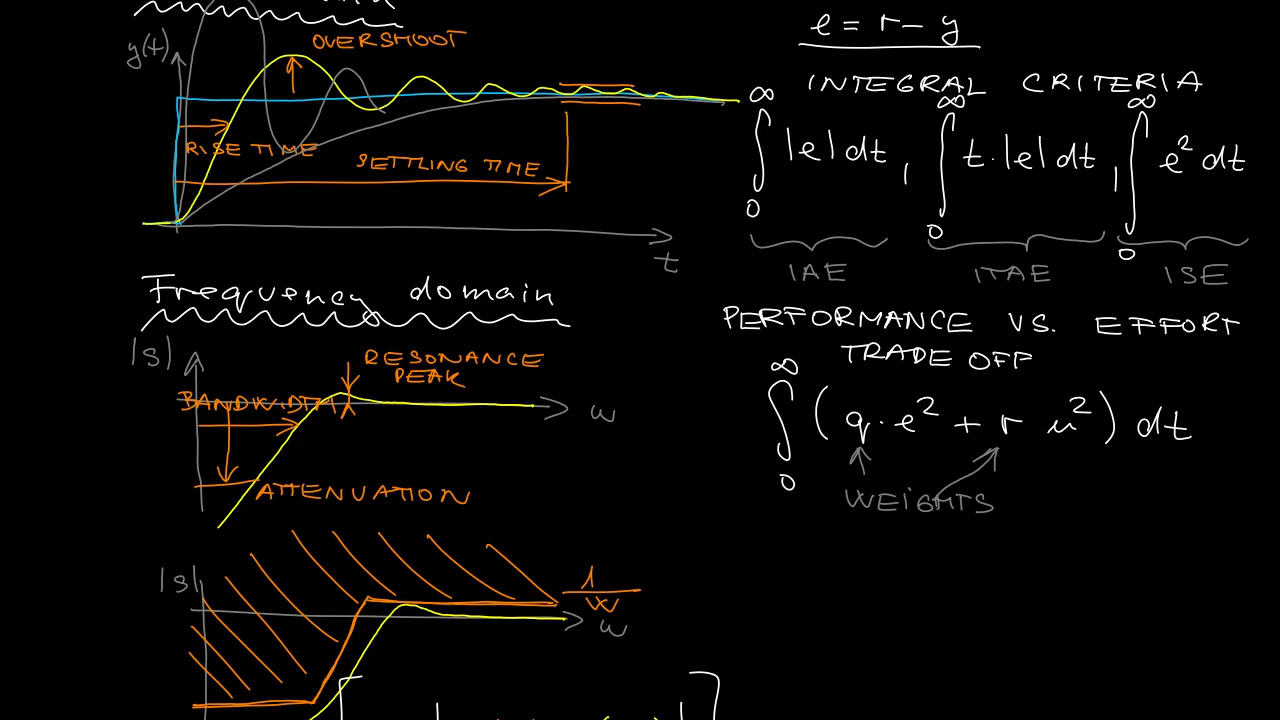 y(t)
OVERSHOOT
RISE TIME
SETTLING TIME
t
Frequency domain
|S|
RESONANCE
PEAK
BANDWIDTH
ω
ATTENUATION
|S|
1/W
ω
e = r - y
INTEGRAL CRITERIA
∫₀^∞ |e| dt , ∫₀^∞ t·|e| dt , ∫₀^∞ e² dt
IAE ITAE ISE
PERFORMANCE VS. EFFORT
TRADE OFF
∫₀^∞ (q·e² + r u²) dt
WEIGHTS